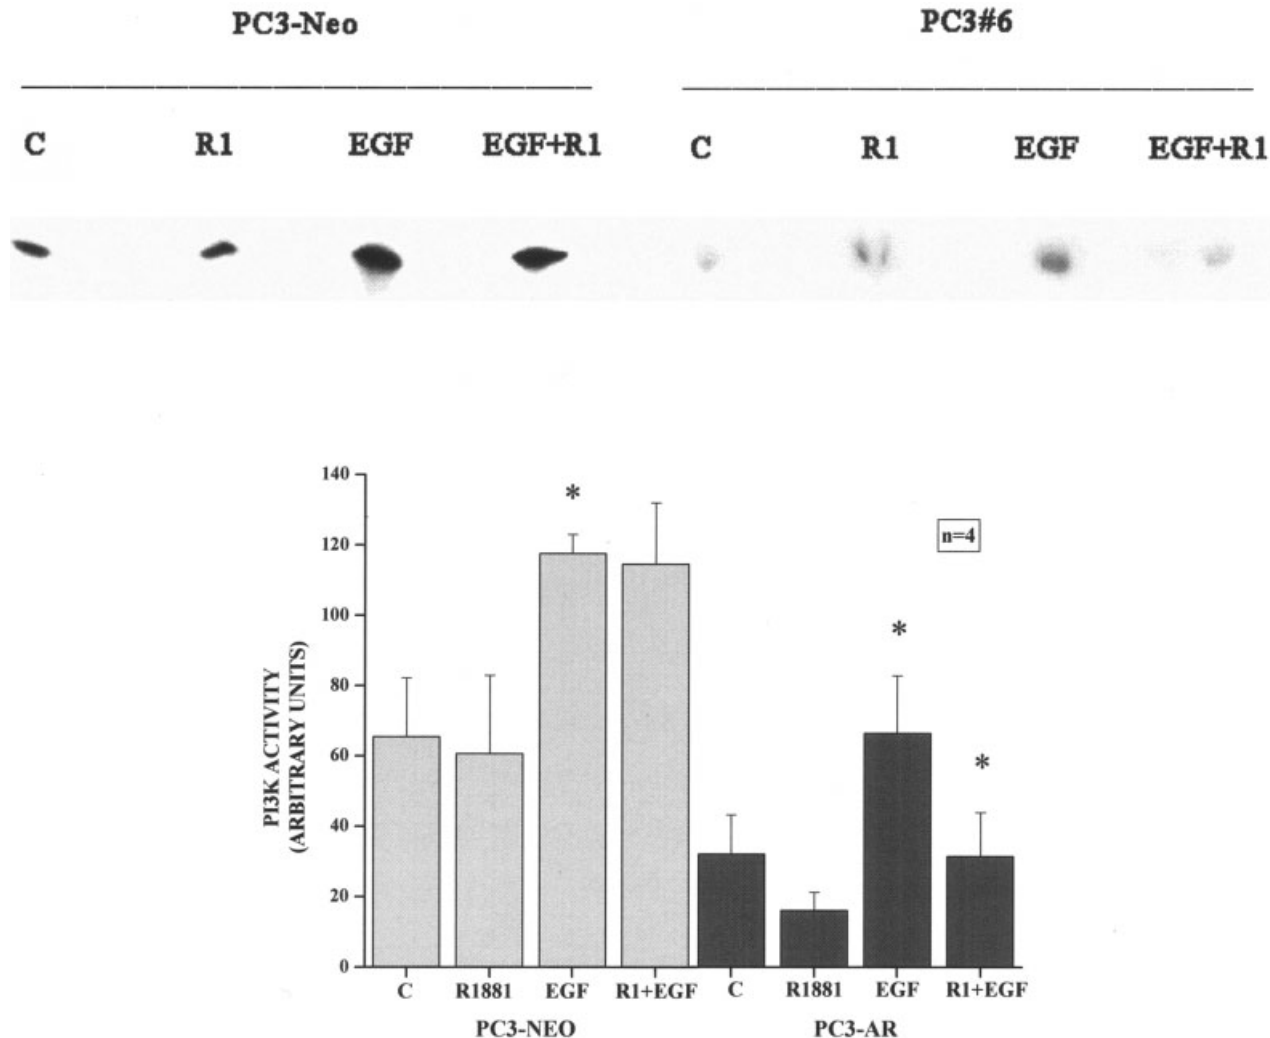 PC3-Neo PC3#6
C R1 EGF EGF+R1 C R1 EGF EGF+R1
140
120
100
80
60
40
20
0
PI3K ACTIVITY
(ARBITRARY UNITS)
*
n=4
*
*
C R1881 EGF R1+EGF C R1881 EGF R1+EGF
PC3-NEO PC3-AR